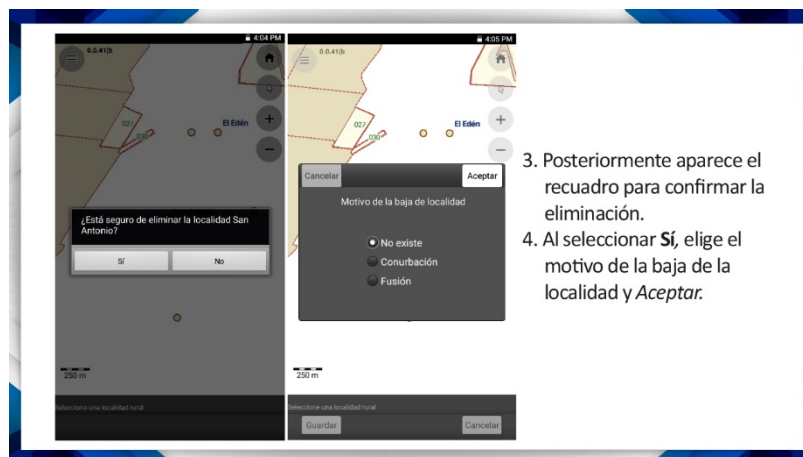 4:04 PM
0.0.41|b
027
030
El Edén
+
−
¿Está seguro de eliminar la localidad San
Antonio?
Sí
No
250 m
Seleccione una localidad rural
4:05 PM
0.0.41|b
027
030
El Edén
+
−
Cancelar
Aceptar
Motivo de la baja de localidad
No existe
Conurbación
Fusión
250 m
Seleccione una localidad rural
Guardar
Cancelar
3. Posteriormente aparece el
recuadro para confirmar la
eliminación.
4. Al seleccionar Sí, elige el
motivo de la baja de la
localidad y Aceptar.